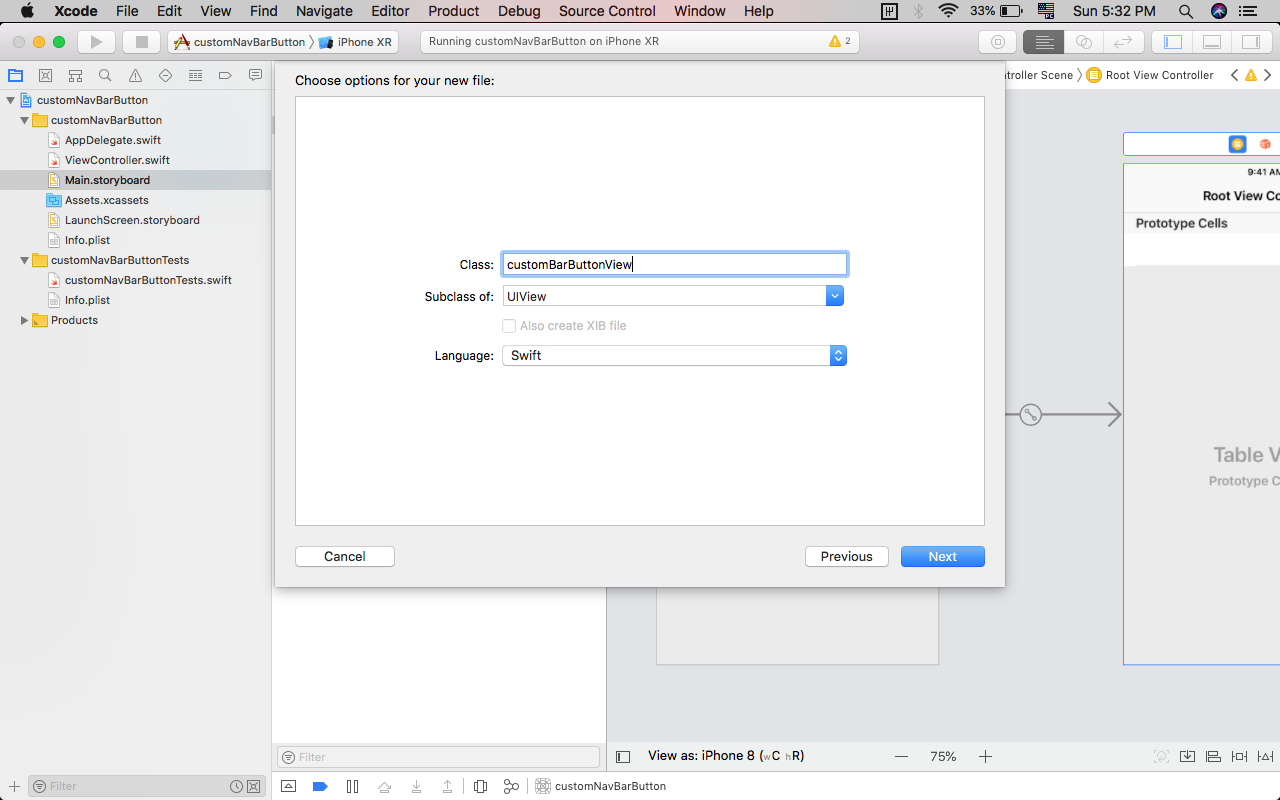 Xcode File Edit View Find Navigate Editor Product Debug Source Control Window Help 33% Sun 5:32 PM
customNavBarButton iPhone XR Running customNavBarButton on iPhone XR 2
Choose options for your new file:
ntroller Scene Root View Controller
customNavBarButton
customNavBarButton
AppDelegate.swift
ViewController.swift
Main.storyboard
Assets.xcassets
LaunchScreen.storyboard
Info.plist
customNavBarButtonTests
customNavBarButtonTests.swift
Info.plist
Products
Class: customBarButtonView
Subclass of: UIView
Also create XIB file
Language: Swift
Cancel Previous Next
9:41 AM
Root View Co
Prototype Cells
Table V
Prototype C
Filter
View as: iPhone 8 (wC hR) 75%
Filter
customNavBarButton